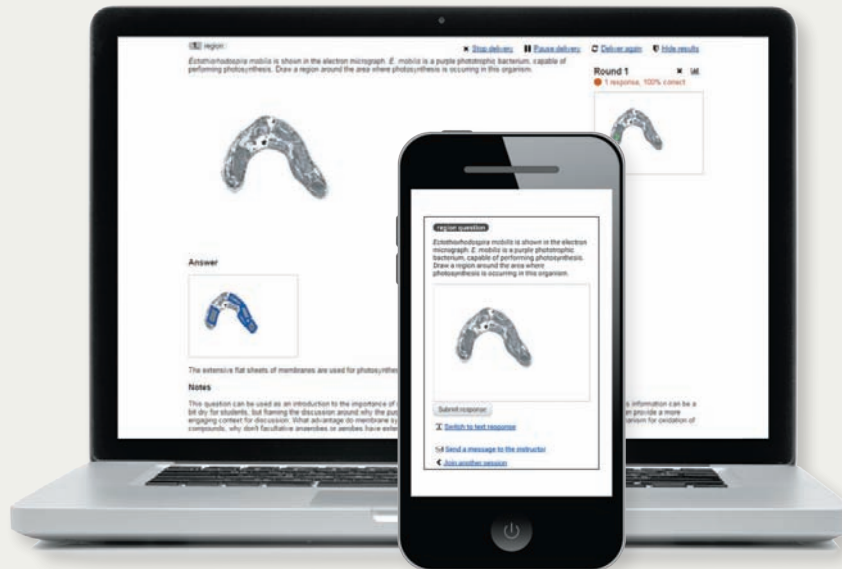 region
Stop delivery Pause delivery Deliver again Hide results
Ectothiorhodospira mobilis is shown in the electron micrograph. E. mobilis is a purple phototrophic bacterium, capable of
performing photosynthesis. Draw a region around the area where photosynthesis is occurring in this organism.
Round 1
1 response, 100% correct
Answer
The extensive flat sheets of membranes are used for photosynthe
Notes
This question can be used as an introduction to the importance of
bit dry for students, but framing the discussion around why the pur
engaging context for discussion. What advantage do membrane sy
compounds, why don't facultative anaerobes or aerobes have exte
s information can be a
n provide a more
anism for oxidation of
region question
Ectothiorhodospira mobilis is shown in the electron
micrograph. E. mobilis is a purple phototrophic
bacterium, capable of performing photosynthesis.
Draw a region around the area where
photosynthesis is occurring in this organism.
Submit response
Switch to text response
Send a message to the instructor
Join another session